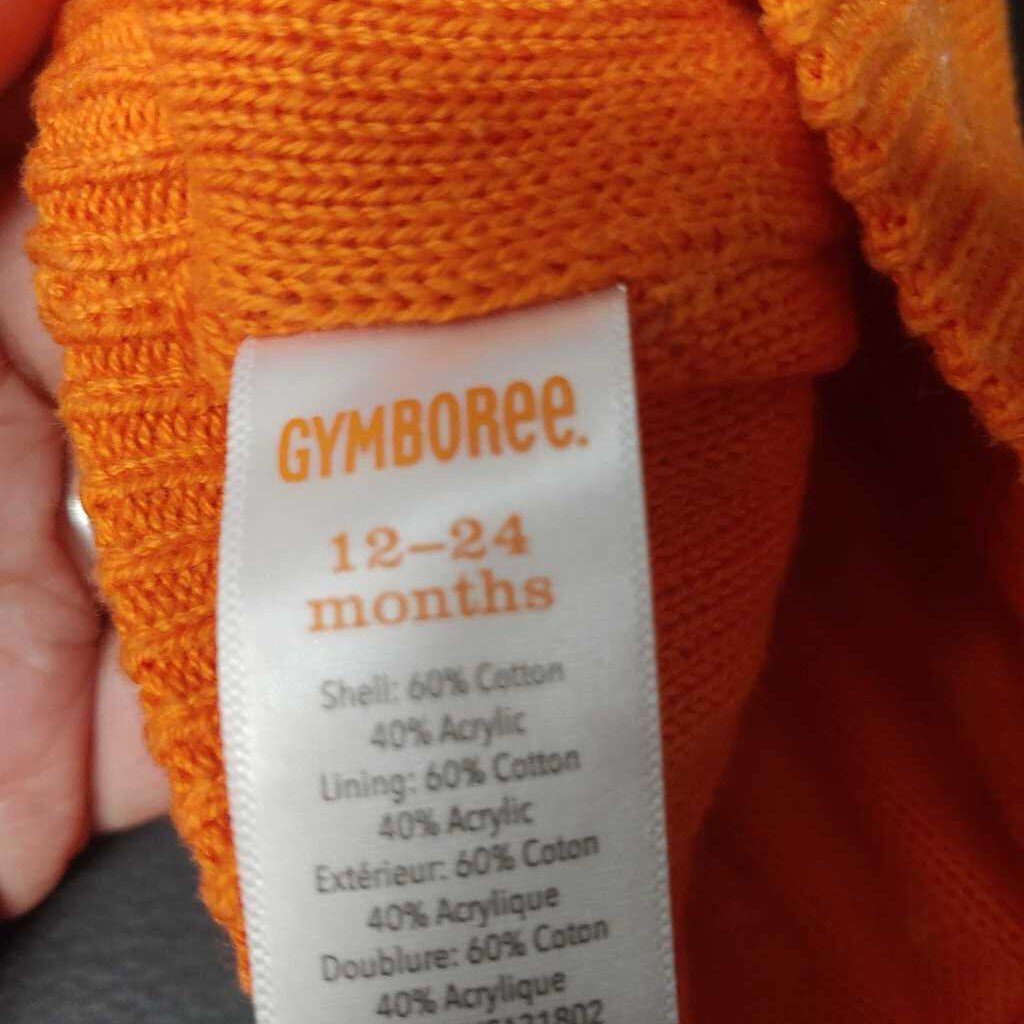 GYMBOREE.
12–24
months
Shell: 60% Cotton
40% Acrylic
Lining: 60% Cotton
40% Acrylic
Extérieur: 60% Coton
40% Acrylique
Doublure: 60% Coton
40% Acrylique